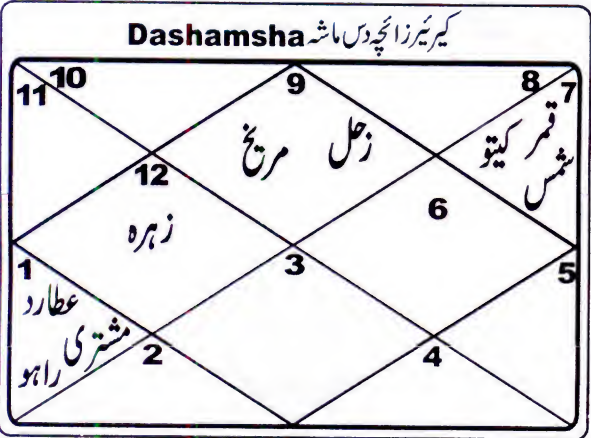 Dashamsha کیرئیر زائچہ دس ماشہ
11 10 9 8 7
مریخ زحل
کیتو قمر
شمس
12 6
زہرہ
1 3 5
عطارد
مشتری
راہو
2 4